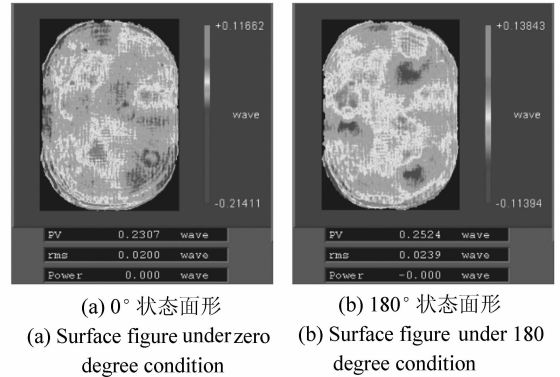 +0.11662
wave
-0.21411
PV 0.2307 wave
rms 0.0200 wave
Power 0.000 wave
(a) 0° 状态面形
(a) Surface figure under zero
degree condition
+0.13843
wave
-0.11394
PV 0.2524 wave
rms 0.0239 wave
Power -0.000 wave
(b) 180° 状态面形
(b) Surface figure under 180
degree condition